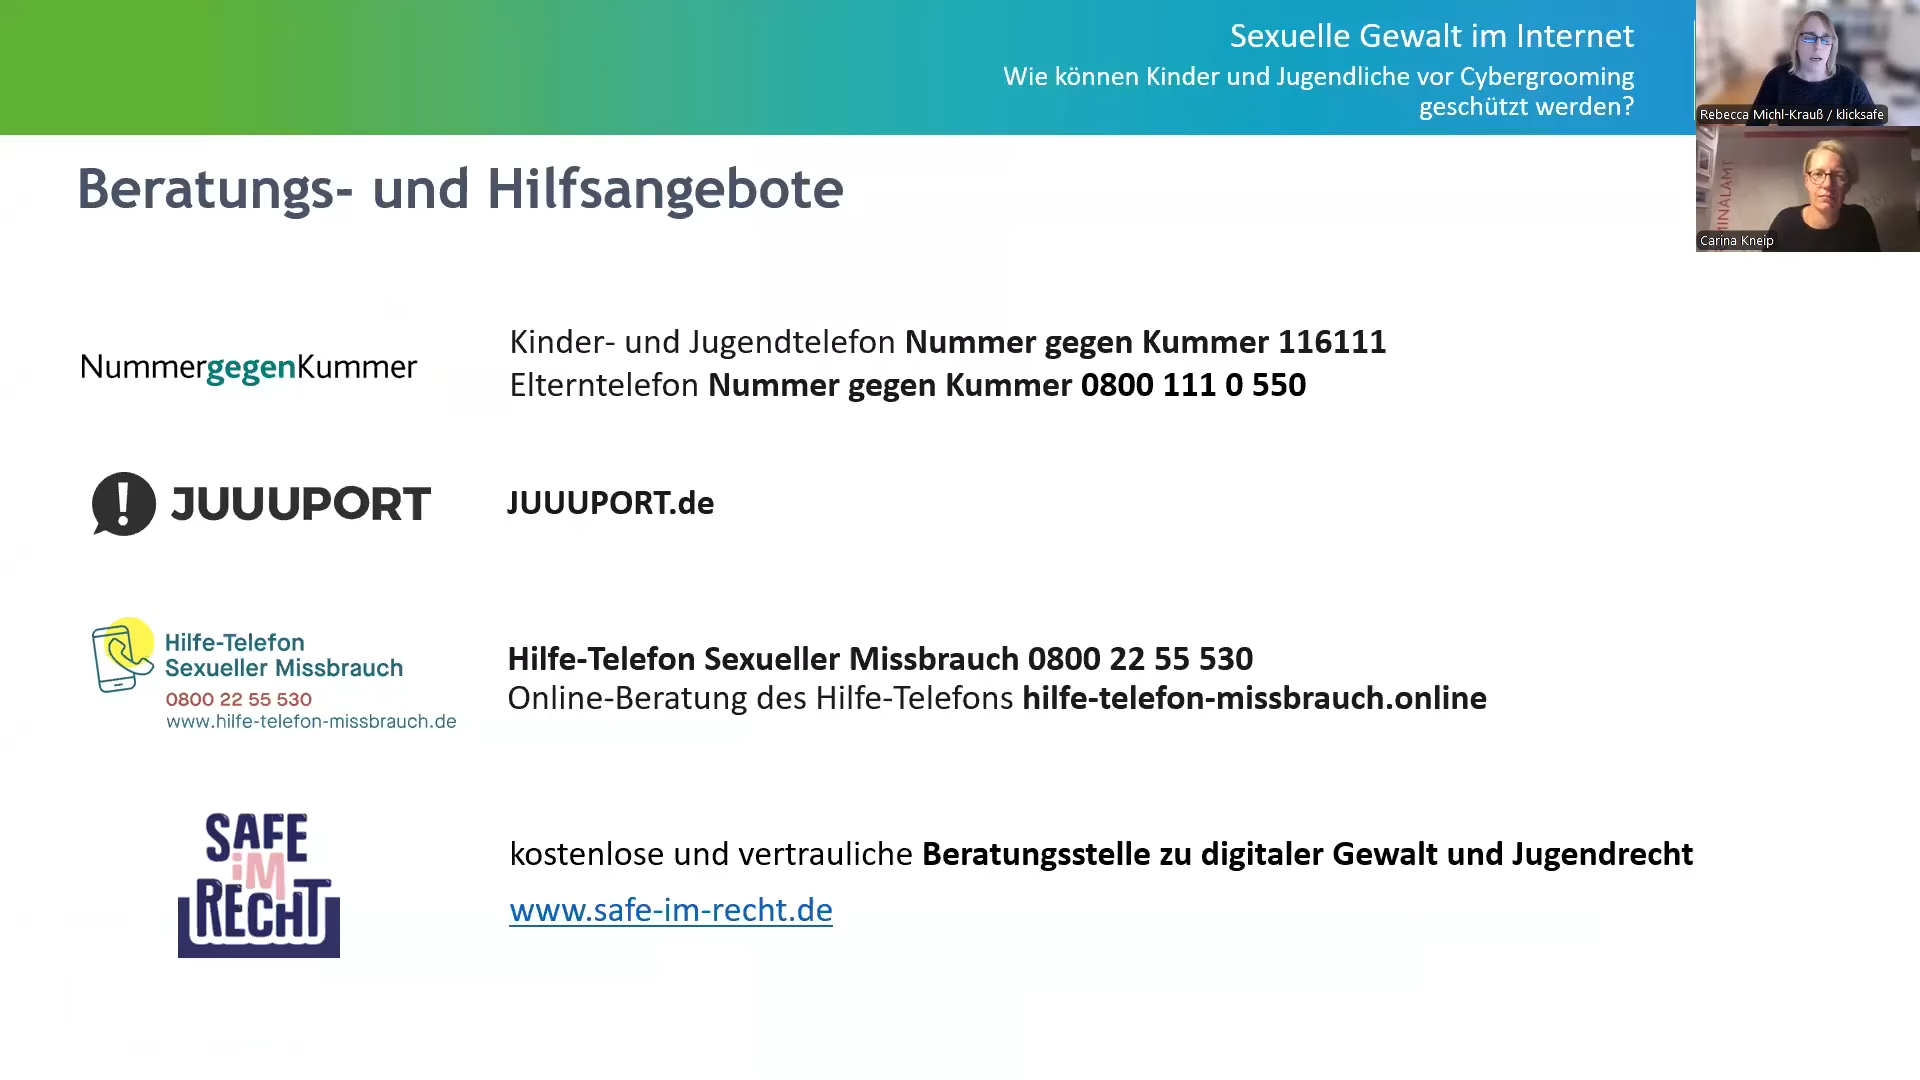 Sexuelle Gewalt im Internet
Wie können Kinder und Jugendliche vor Cybergrooming
geschützt werden?
Rebecca Michl-Krauß / klicksafe
MINALAMT
Carina Kneip
Beratungs- und Hilfsangebote
NummergegenKummer
Kinder- und Jugendtelefon Nummer gegen Kummer 116111
Elterntelefon Nummer gegen Kummer 0800 111 0 550
! JUUUPORT
JUUUPORT.de
Hilfe-Telefon
Sexueller Missbrauch
0800 22 55 530
www.hilfe-telefon-missbrauch.de
Hilfe-Telefon Sexueller Missbrauch 0800 22 55 530
Online-Beratung des Hilfe-Telefons hilfe-telefon-missbrauch.online
SAFE
iM
RECHT
kostenlose und vertrauliche Beratungsstelle zu digitaler Gewalt und Jugendrecht
www.safe-im-recht.de